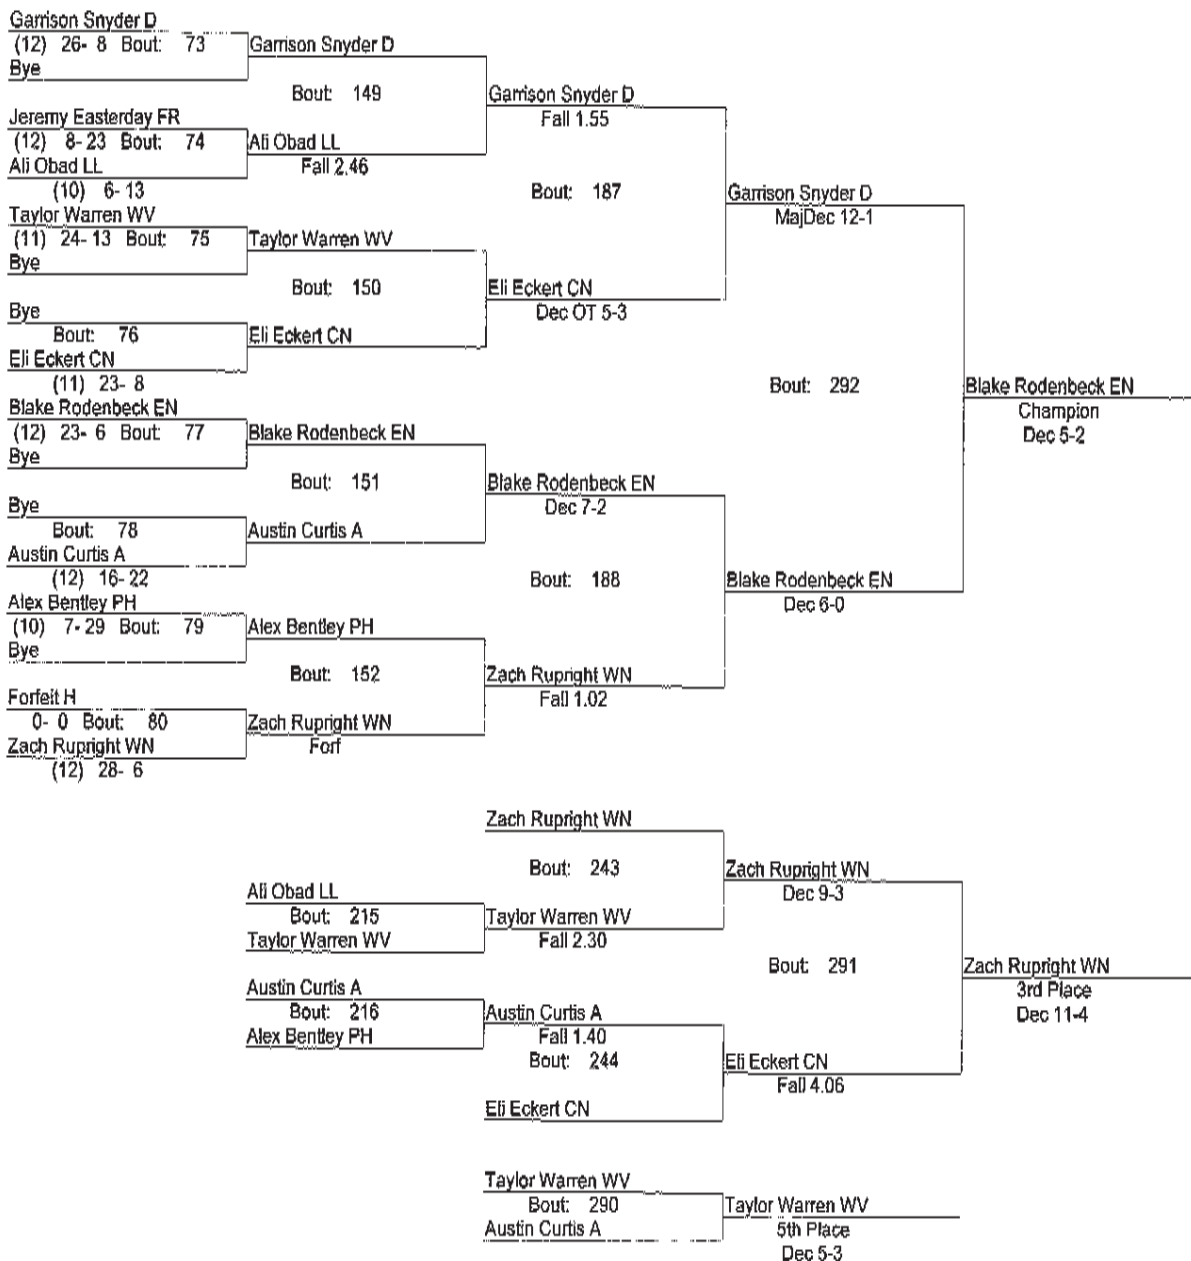 Garrison Snyder D
(12) 26- 8 Bout: 73
Bye
Garrison Snyder D
Bout: 149
Jeremy Easterday FR
(12) 8- 23 Bout: 74
Ali Obad LL
(10) 6- 13
Ali Obad LL
Fall 2.46
Garrison Snyder D
Fall 1.55
Bout: 187
Taylor Warren WV
(11) 24- 13 Bout: 75
Bye
Taylor Warren WV
Bout: 150
Bye
Bout: 76
Eli Eckert CN
(11) 23- 8
Eli Eckert CN
Eli Eckert CN
Dec OT 5-3
Garrison Snyder D
MajDec 12-1
Bout: 292
Blake Rodenbeck EN
(12) 23- 6 Bout: 77
Bye
Blake Rodenbeck EN
Bout: 151
Bye
Bout: 78
Austin Curtis A
(12) 16- 22
Austin Curtis A
Blake Rodenbeck EN
Dec 7-2
Bout: 188
Alex Bentley PH
(10) 7- 29 Bout: 79
Bye
Alex Bentley PH
Bout: 152
Forfeit H
0- 0 Bout: 80
Zach Rupright WN
(12) 28- 6
Zach Rupright WN
Forf
Zach Rupright WN
Fall 1.02
Blake Rodenbeck EN
Dec 6-0
Blake Rodenbeck EN
Champion
Dec 5-2
Zach Rupright WN
Bout: 243
Ali Obad LL
Bout: 215
Taylor Warren WV
Taylor Warren WV
Fall 2.30
Zach Rupright WN
Dec 9-3
Bout: 291
Austin Curtis A
Bout: 216
Alex Bentley PH
Austin Curtis A
Fall 1.40
Bout: 244
Eli Eckert CN
Eli Eckert CN
Fall 4.06
Zach Rupright WN
3rd Place
Dec 11-4
Taylor Warren WV
Bout: 290
Austin Curtis A
Taylor Warren WV
5th Place
Dec 5-3